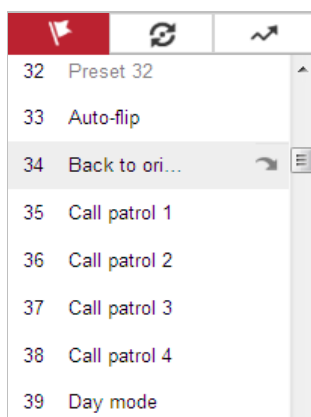 32 Preset 32
33 Auto-flip
34 Back to ori...
35 Call patrol 1
36 Call patrol 2
37 Call patrol 3
38 Call patrol 4
39 Day mode